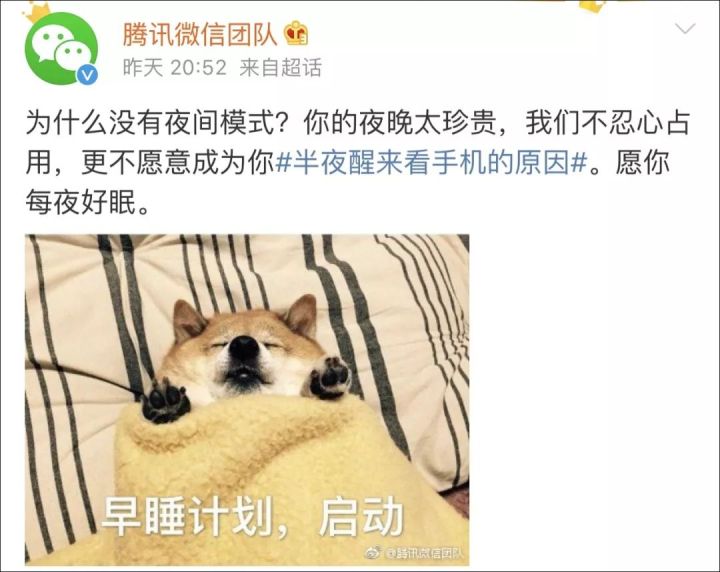 腾讯微信团队
昨天 20:52 来自超话
为什么没有夜间模式？你的夜晚太珍贵，我们不忍心占
用，更不愿意成为你#半夜醒来看手机的原因#。愿你
每夜好眠。
早睡计划，启动
@腾讯微信团队